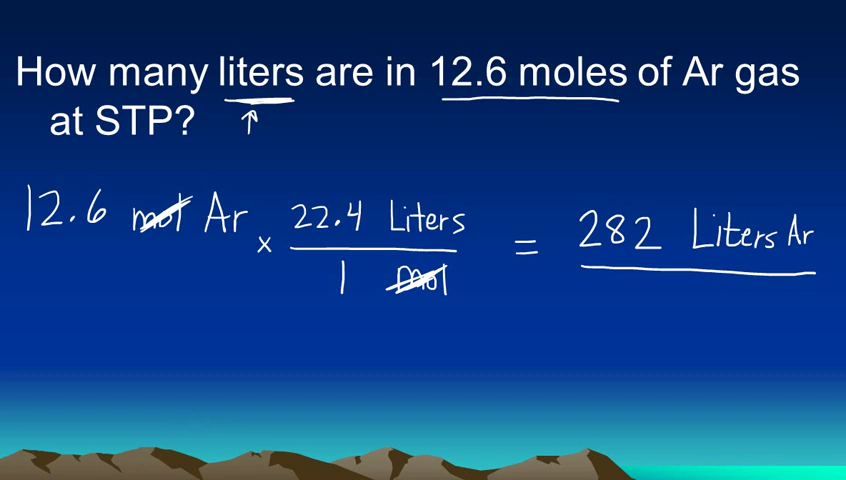 How many liters are in 12.6 moles of Ar gas
at STP?
12.6 mol Ar × 22.4 Liters = 282 Liters Ar
1 mol